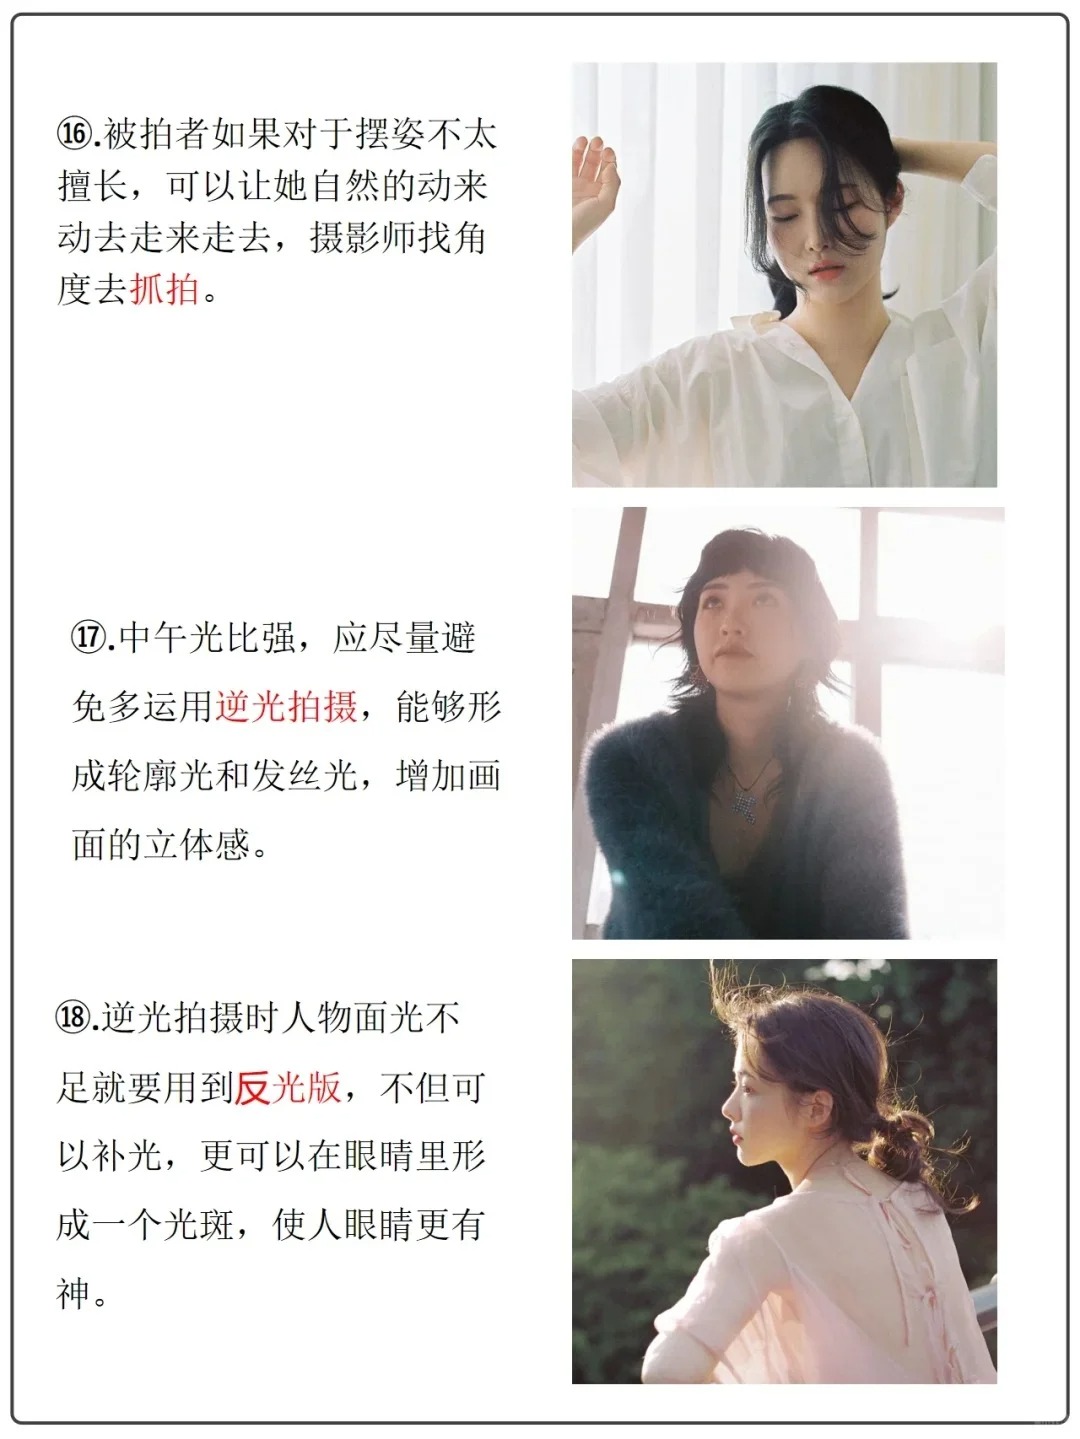 ⑯.被拍者如果对于摆姿不太
擅长，可以让她自然的动来
动去走来走去，摄影师找角
度去抓拍。
⑰.中午光比强，应尽量避
免多运用逆光拍摄，能够形
成轮廓光和发丝光，增加画
面的立体感。
⑱.逆光拍摄时人物面光不
足就要用到反光版，不但可
以补光，更可以在眼睛里形
成一个光斑，使人眼睛更有
神。